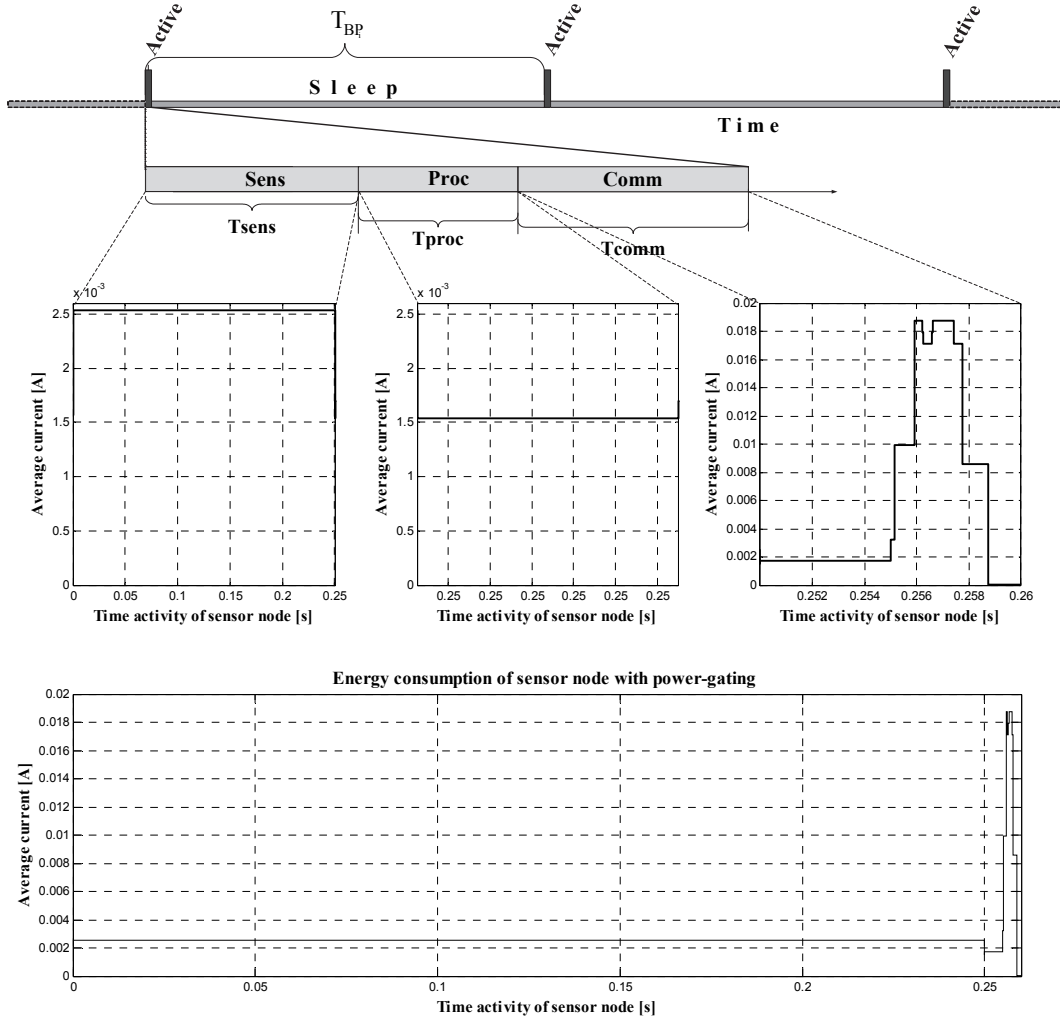 Active
T_BP
Active
Active
Sleep
Time
Sens
Proc
Comm
Tsens
Tproc
Tcomm
x 10^-3
2.5
2
1.5
1
0.5
0
Average current [A]
0 0.05 0.1 0.15 0.2 0.25
Time activity of sensor node [s]
x 10^-3
2.5
2
1.5
1
0.5
0
Average current [A]
0.25 0.25 0.25 0.25 0.25
Time activity of sensor node [s]
0.02
0.018
0.016
0.014
0.012
0.01
0.008
0.006
0.004
0.002
0
Average current [A]
0.252 0.254 0.256 0.258 0.26
Time activity of sensor node [s]
Energy consumption of sensor node with power-gating
0.02
0.018
0.016
0.014
0.012
0.01
0.008
0.006
0.004
0.002
0
Average current [A]
0 0.05 0.1 0.15 0.2 0.25
Time activity of sensor node [s]